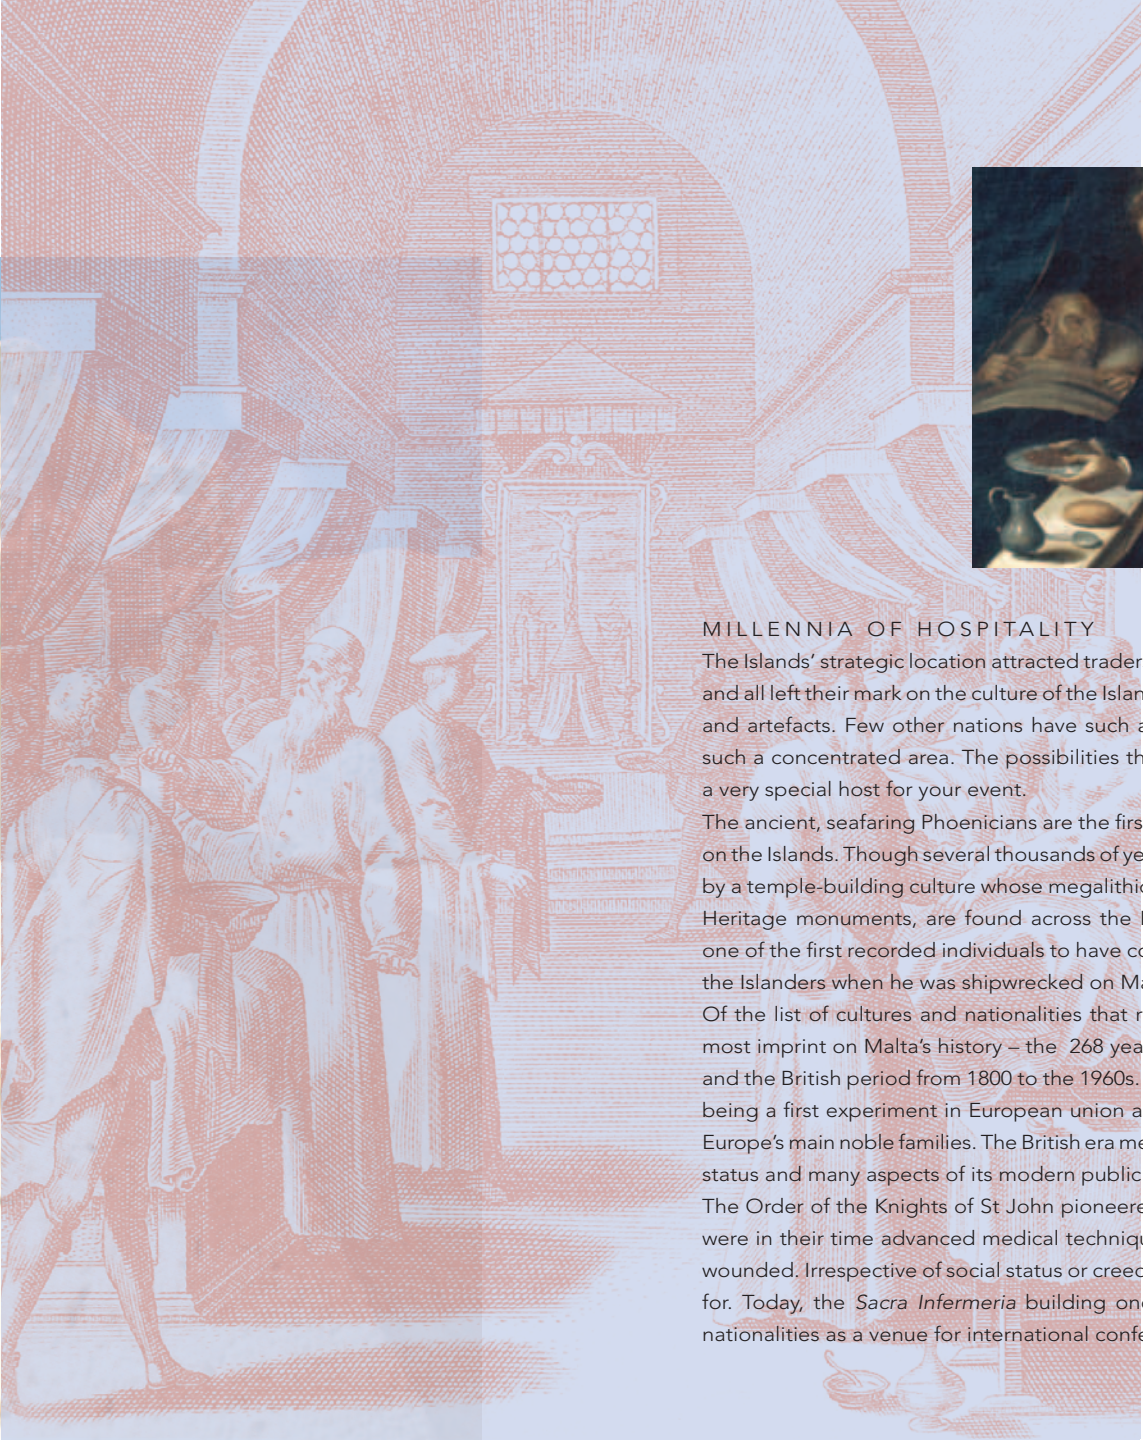 MILLENNIA OF HOSPITALITY
The Islands’ strategic location attracted trader
and all left their mark on the culture of the Islan
and artefacts. Few other nations have such a
such a concentrated area. The possibilities th
a very special host for your event.
The ancient, seafaring Phoenicians are the firs
on the Islands. Though several thousands of ye
by a temple-building culture whose megalithic
Heritage monuments, are found across the
one of the first recorded individuals to have co
the Islanders when he was shipwrecked on Ma
Of the list of cultures and nationalities that r
most imprint on Malta’s history – the 268 yea
and the British period from 1800 to the 1960s.
being a first experiment in European union a
Europe’s main noble families. The British era me
status and many aspects of its modern public
The Order of the Knights of St John pioneere
were in their time advanced medical techniqu
wounded. Irrespective of social status or creed
for. Today, the Sacra Infermeria building on
nationalities as a venue for international confe